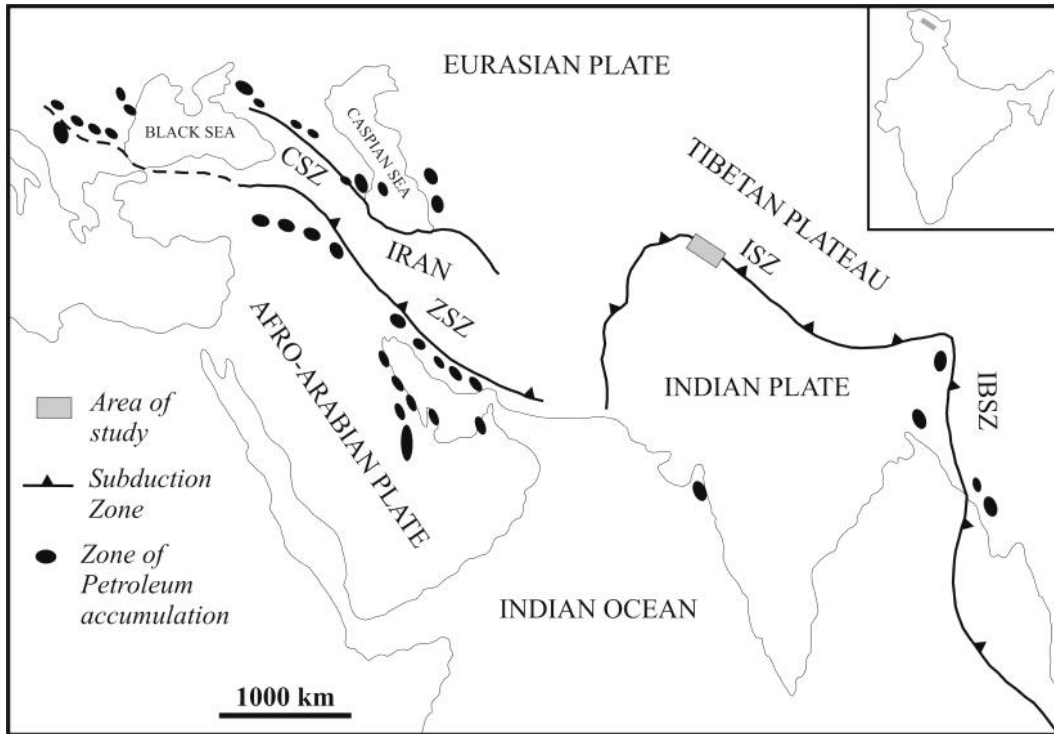 EURASIAN PLATE
BLACK SEA
CASPIAN SEA
CSZ
TIBETAN PLATEAU
IRAN
ISZ
ZSZ
AFRO-ARABIAN PLATE
INDIAN PLATE
IBSZ
Area of
study
Subduction
Zone
Zone of
Petroleum
accumulation
INDIAN OCEAN
1000 km